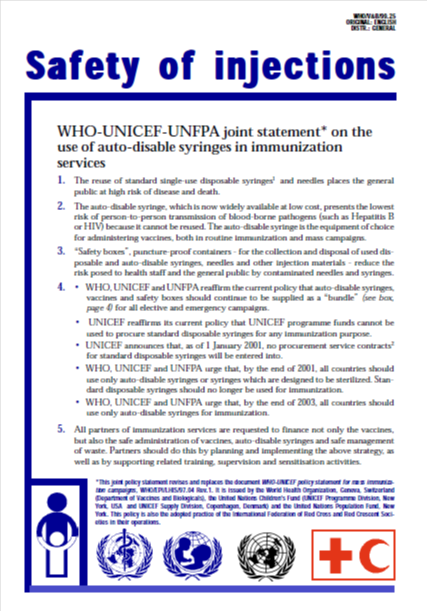 WHO/V&B/99.25
ORIGINAL: ENGLISH
DISTR.: GENERAL
Safety of injections
WHO-UNICEF-UNFPA joint statement* on the
use of auto-disable syringes in immunization
services
1. The reuse of standard single-use disposable syringes¹ and needles places the general
public at high risk of disease and death.
2. The auto-disable syringe, which is now widely available at low cost, presents the lowest
risk of person-to-person transmission of blood-borne pathogens (such as Hepatitis B
or HIV) because it cannot be reused. The auto-disable syringe is the equipment of choice
for administering vaccines, both in routine immunization and mass campaigns.
3. “Safety boxes”, puncture-proof containers - for the collection and disposal of used dis-
posable and auto-disable syringes, needles and other injection materials - reduce the
risk posed to health staff and the general public by contaminated needles and syringes.
4. • WHO, UNICEF and UNFPA reaffirm the current policy that auto-disable syringes,
vaccines and safety boxes should continue to be supplied as a “bundle” (see box,
page 4) for all elective and emergency campaigns.
• UNICEF reaffirms its current policy that UNICEF programme funds cannot be
used to procure standard disposable syringes for any immunization purpose.
• UNICEF announces that, as of 1 January 2001, no procurement service contracts²
for standard disposable syringes will be entered into.
• WHO, UNICEF and UNFPA urge that, by the end of 2001, all countries should
use only auto-disable syringes or syringes which are designed to be sterilized. Stan-
dard disposable syringes should no longer be used for immunization.
• WHO, UNICEF and UNFPA urge that, by the end of 2003, all countries should
use only auto-disable syringes for immunization.
5. All partners of immunization services are requested to finance not only the vaccines,
but also the safe administration of vaccines, auto-disable syringes and safe management
of waste. Partners should do this by planning and implementing the above strategy, as
well as by supporting related training, supervision and sensitisation activities.
*This joint policy statement revises and replaces the document WHO-UNICEF policy statement for mass immuniza-
tion campaigns, WHO/EPI/LHIS/97.04 Rev.1. It is issued by the World Health Organization, Geneva, Switzerland
(Department of Vaccines and Biologicals), the United Nations Children's Fund (UNICEF Programme Division, New
York, USA and UNICEF Supply Division, Copenhagen, Denmark) and the United Nations Population Fund, New
York. This policy is also the adopted practice of the International Federation of Red Cross and Red Crescent Soci-
eties in their operations.